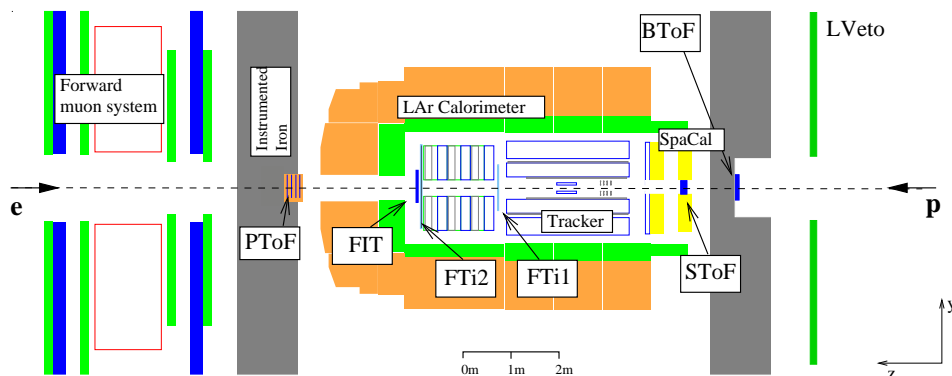 BToF
LVeto
Forward
muon system
Instrumented
Iron
LAr Calorimeter
SpaCal
e
p
PToF
FIT
Tracker
FTi2
FTi1
SToF
y
z
0m 1m 2m